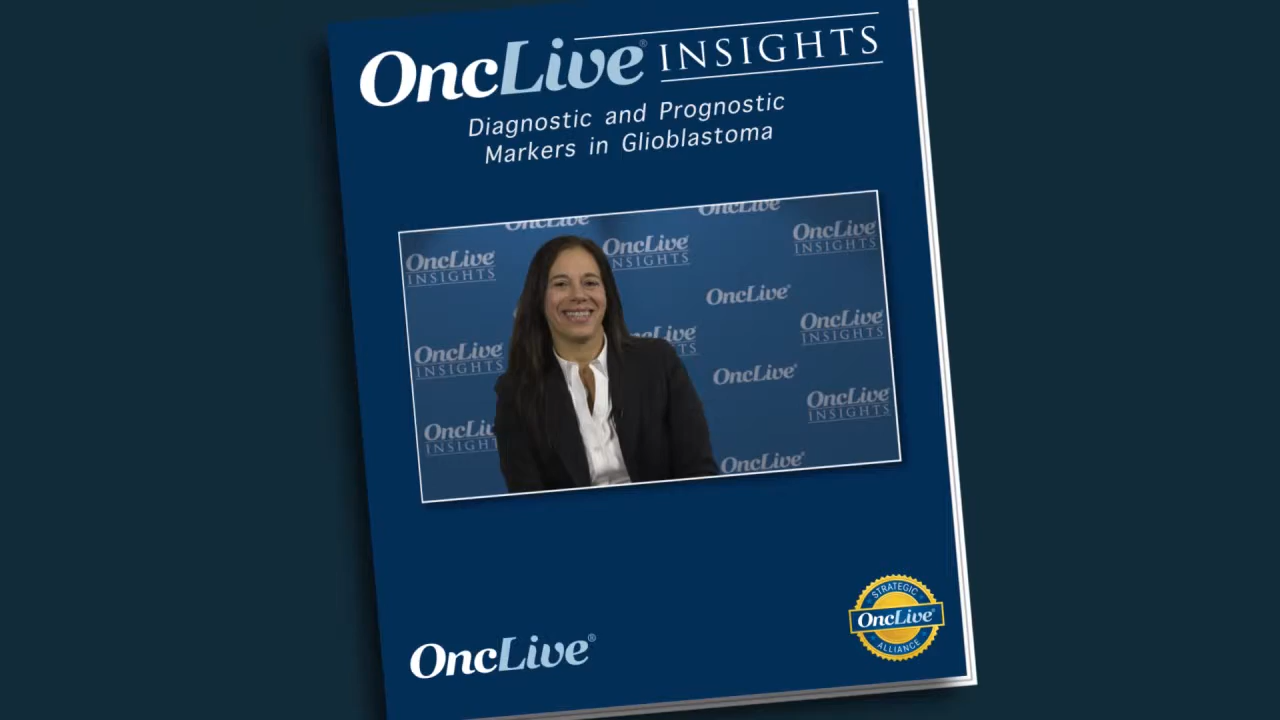 OncLive® INSIGHTS
Diagnostic and Prognostic
Markers in Glioblastoma
OncLive
OncLive
OncLive
INSIGHTS
OncLive
INSIGHTS
OncLive
INSIGHTS
OncLive®
OncLive
INSIGHTS
OncLive
INSIGHTS
OncLive®
OncLive
INSIGHTS
OncLive®
OncLive®
STRATEGIC
OncLive®
ALLIANCE